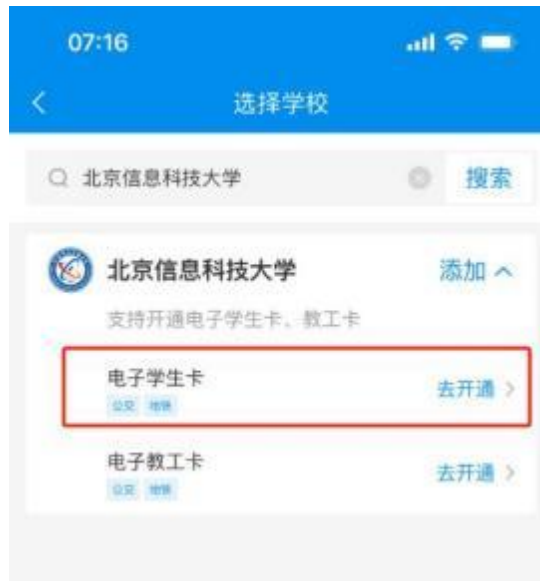 07:16
选择学校
北京信息科技大学 搜索
北京信息科技大学 添加
支持开通电子学生卡、教工卡
电子学生卡 去开通
公交 地铁
电子教工卡 去开通
公交 地铁